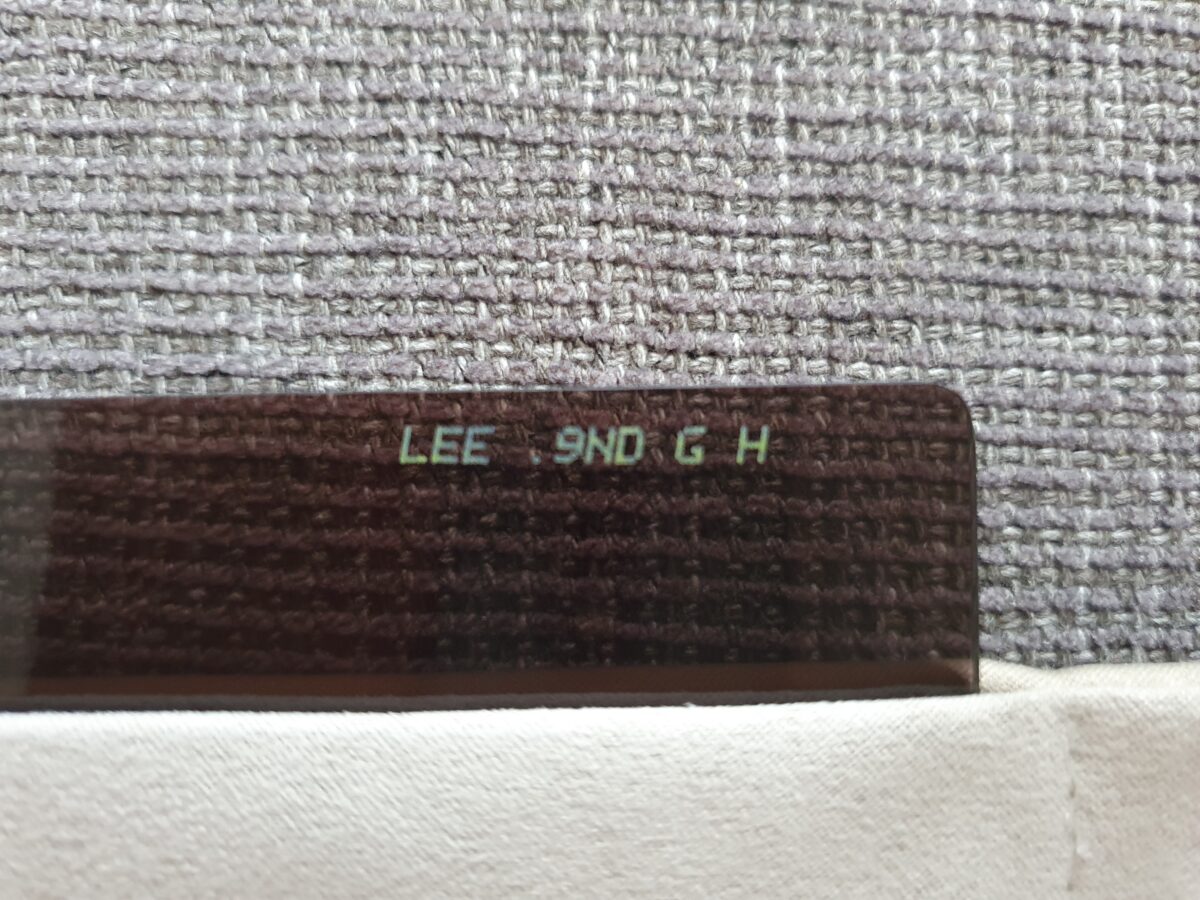 LEE .9ND G H